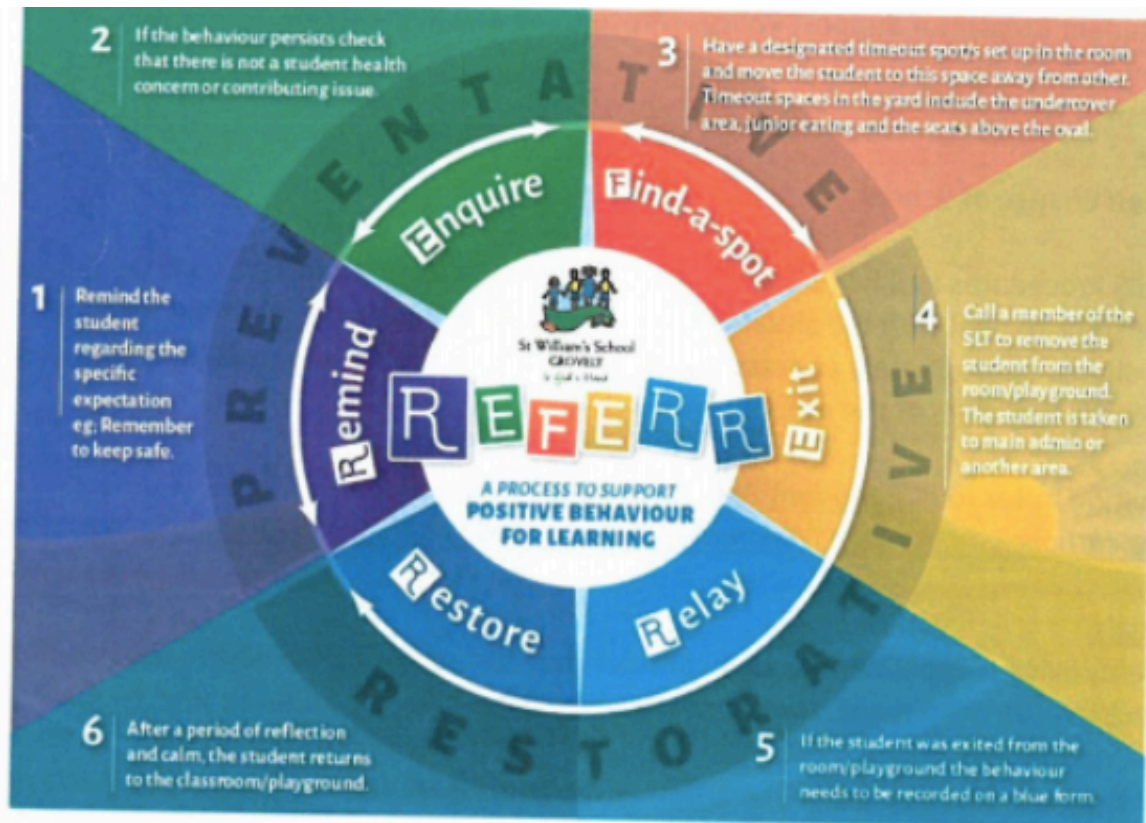 2
If the behaviour persists check
that there is not a student health
concern or contributing issue.
3
Have a designated timeout spot/s set up in the room
and move the student to this space away from other.
Timeout spaces in the yard include the undercover
area, junior eating and the seats above the oval.
PREVENTATIVE
Enquire
Find-a-spot
1
Remind the
student
regarding the
specific
expectation
eg; Remember
to keep safe.
Remind
St William's School
GROVELY
REFERR
A PROCESS TO SUPPORT
POSITIVE BEHAVIOUR
FOR LEARNING
Exit
4
Call a member of the
SLT to remove the
student from the
room/playground.
The student is taken
to main admin or
another area.
Restore
Relay
RESTORATIVE
6
After a period of reflection
and calm, the student returns
to the classroom/playground.
5
If the student was exited from the
room/playground the behaviour
needs to be recorded on a blue form.